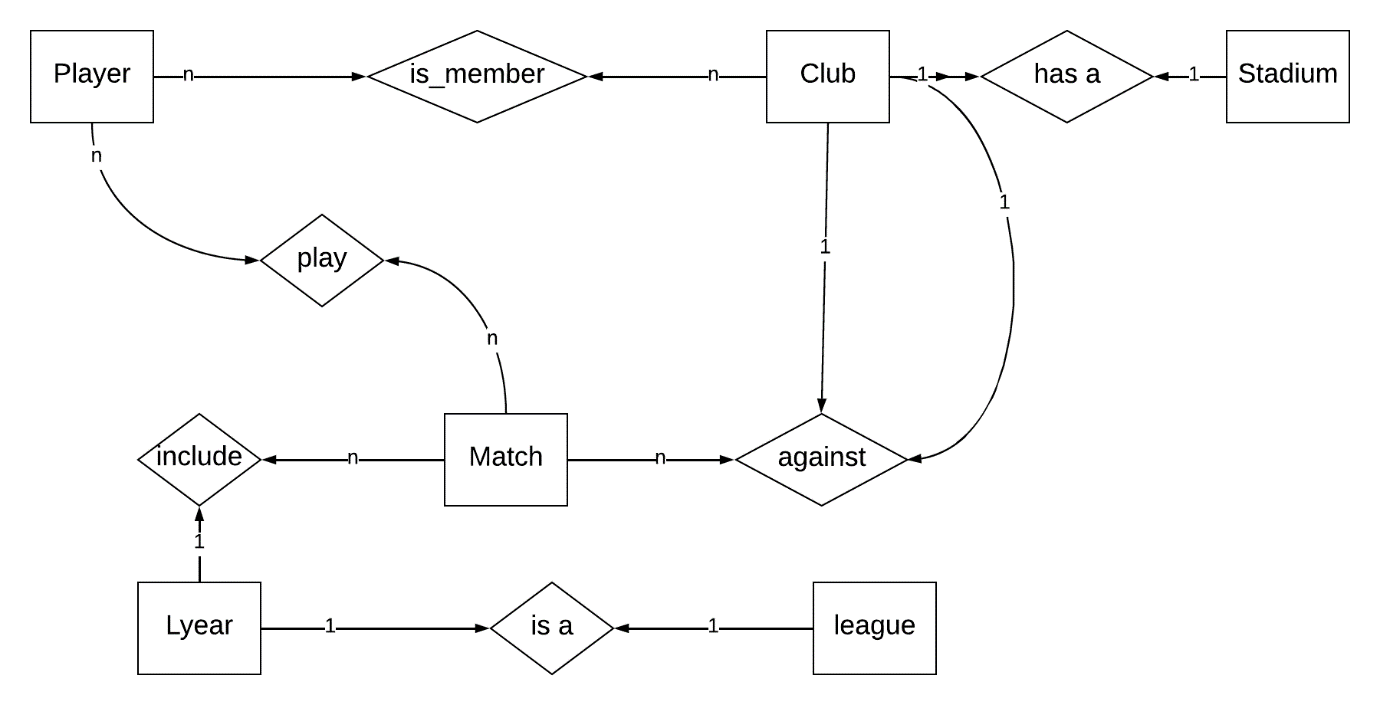 Player
n
is_member
n
Club
1
has a
1
Stadium
n
play
1
1
n
include
n
Match
n
against
1
Lyear
1
is a
1
league